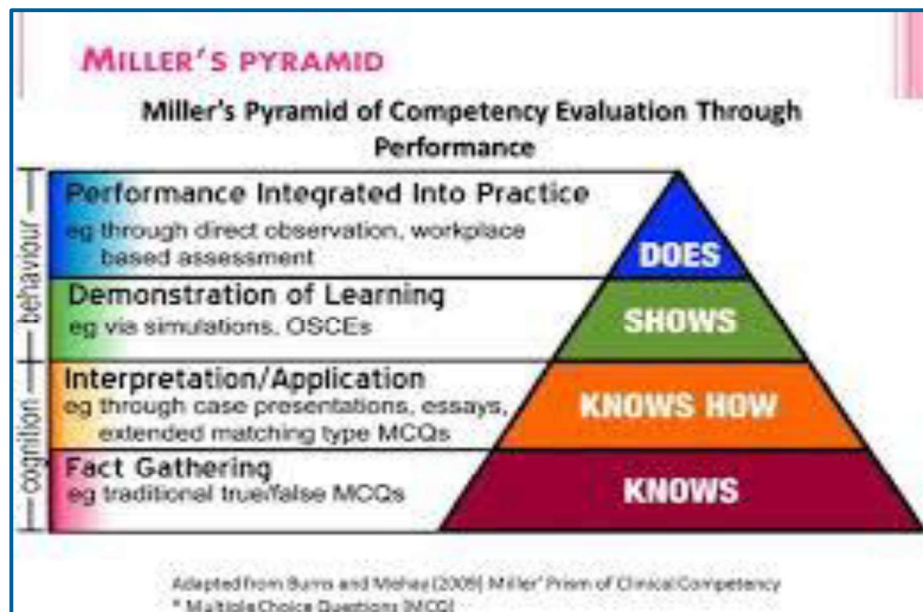 MILLER'S PYRAMID
Miller's Pyramid of Competency Evaluation Through
Performance
behaviour
cognition
Performance Integrated Into Practice
eg through direct observation, workplace
based assessment
DOES
Demonstration of Learning
eg via simulations, OSCEs
SHOWS
Interpretation/Application
eg through case presentations, essays,
extended matching type MCQs
KNOWS HOW
Fact Gathering
eg traditional true/false MCQs
KNOWS
Adapted from Burns and Mehay (2009) Miller' Prism of Clinical Competency
* Multiple Choice Questions (MCQ)